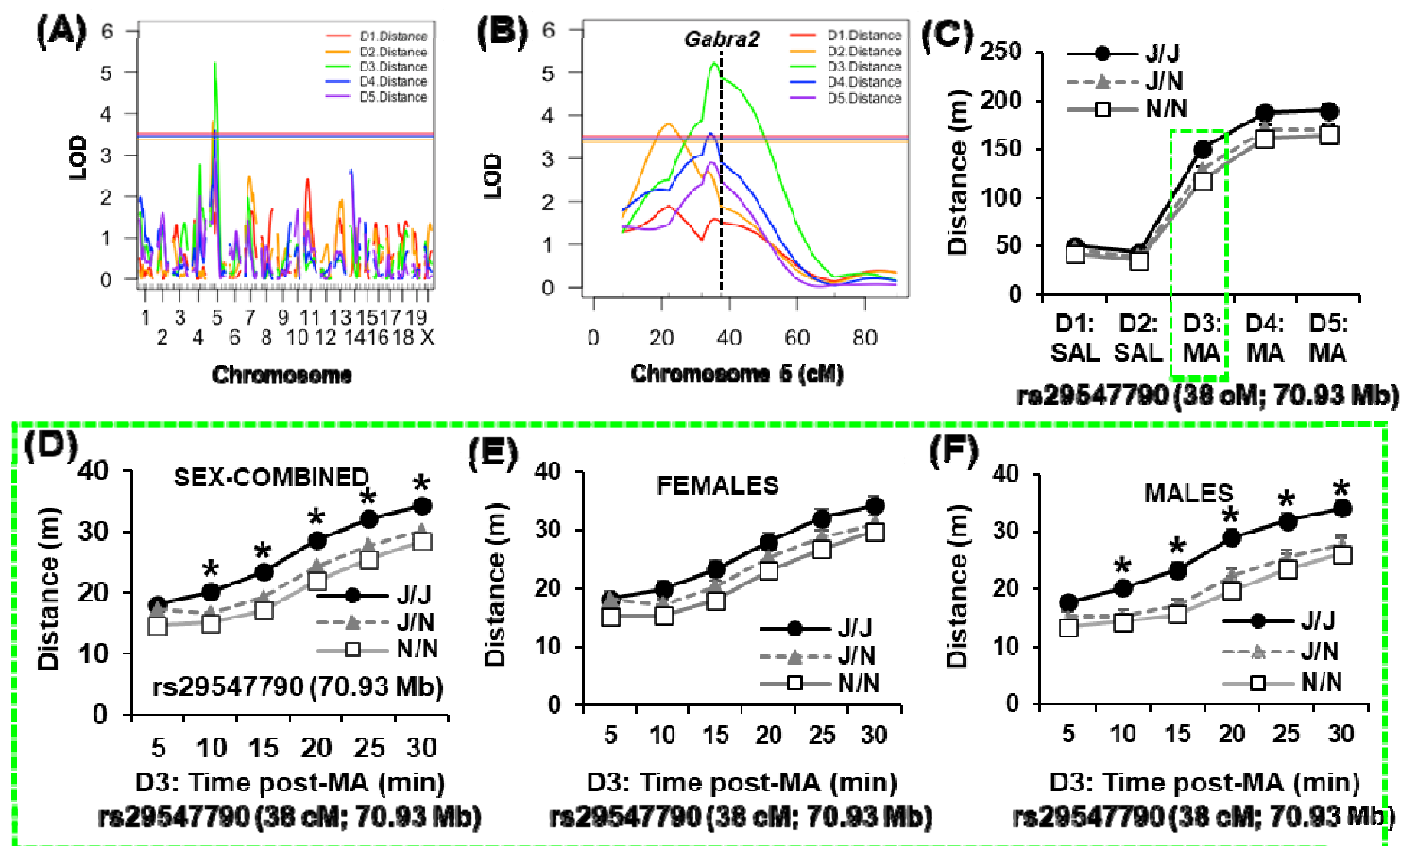 (A)
6
5
4
3
2
1
0
LOD
D1.Distance
D2.Distance
D3.Distance
D4.Distance
D5.Distance
1 3 5 7 9 11 13 15 17 19
2 4 6 8 10 12 14 16 18 X
Chromosome
(B)
6
5
4
3
2
1
0
LOD
Gabra2
D1.Distance
D2.Distance
D3.Distance
D4.Distance
D5.Distance
0 20 40 60 80
Chromosome 5 (cM)
(C)
250
200
150
100
50
0
Distance (m)
J/J
J/N
N/N
D1: D2: D3: D4: D5:
SAL SAL MA MA MA
rs29547790 (38 cM; 70.93 Mb)
(D)
SEX-COMBINED
40
30
20
10
0
Distance (m)
* * * * *
J/J
J/N
N/N
rs29547790 (70.93 Mb)
5 10 15 20 25 30
D3: Time post-MA (min)
rs29547790 (38 cM; 70.93 Mb)
(E)
FEMALES
40
30
20
10
0
Distance (m)
J/J
J/N
N/N
5 10 15 20 25 30
D3: Time post-MA (min)
rs29547790 (38 cM; 70.93 Mb)
(F)
MALES
40
30
20
10
0
Distance (m)
* * * * *
J/J
J/N
N/N
5 10 15 20 25 30
D3: Time post-MA (min)
rs29547790 (38 cM; 70.93 Mb)